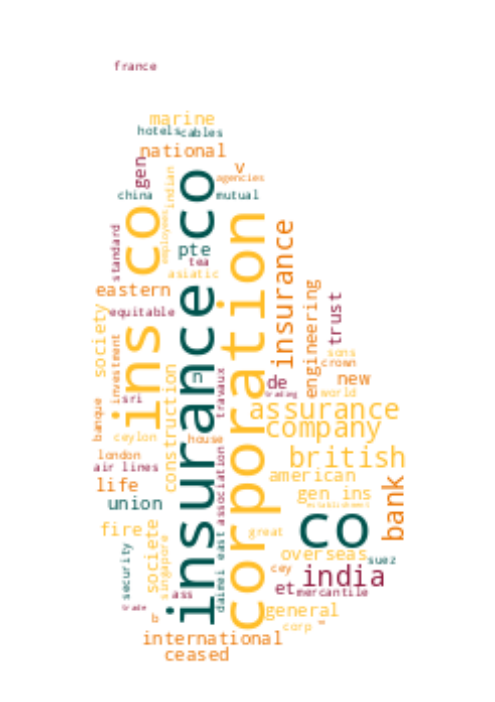 france
marine
hotels
cables
national
v
gen
indian
agencies
china
mutual
insurance co
ins co
corporation
employees
standard
pte
tea
asiatic
insurance
eastern
equitable
society
engineering
trust
investment
sons
crown
n
de
new
trading
world
sri
construction
travaux
assurance
company
banque
ceylon
house
london
british
air lines
association
american
life
gen ins
bank
union
establishment
co
fire
great
societe
singapore
east
overseas
suez
security
cey
india
daimei
ass
et
mercantile
trade
general
b
corp
international
ceased